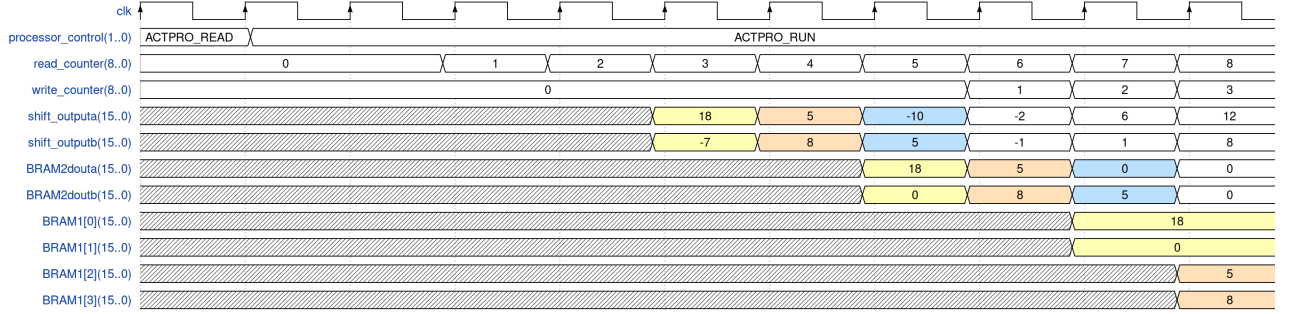 clk
processor_control(1..0) ACTPRO_READ ACTPRO_RUN
read_counter(8..0) 0 1 2 3 4 5 6 7 8
write_counter(8..0) 0 1 2 3
shift_outputa(15..0) 18 5 -10 -2 6 12
shift_outputb(15..0) -7 8 5 -1 1 8
BRAM2douta(15..0) 18 5 0 0
BRAM2doutb(15..0) 0 8 5 0
BRAM1[0](15..0) 18
BRAM1[1](15..0) 0
BRAM1[2](15..0) 5
BRAM1[3](15..0) 8